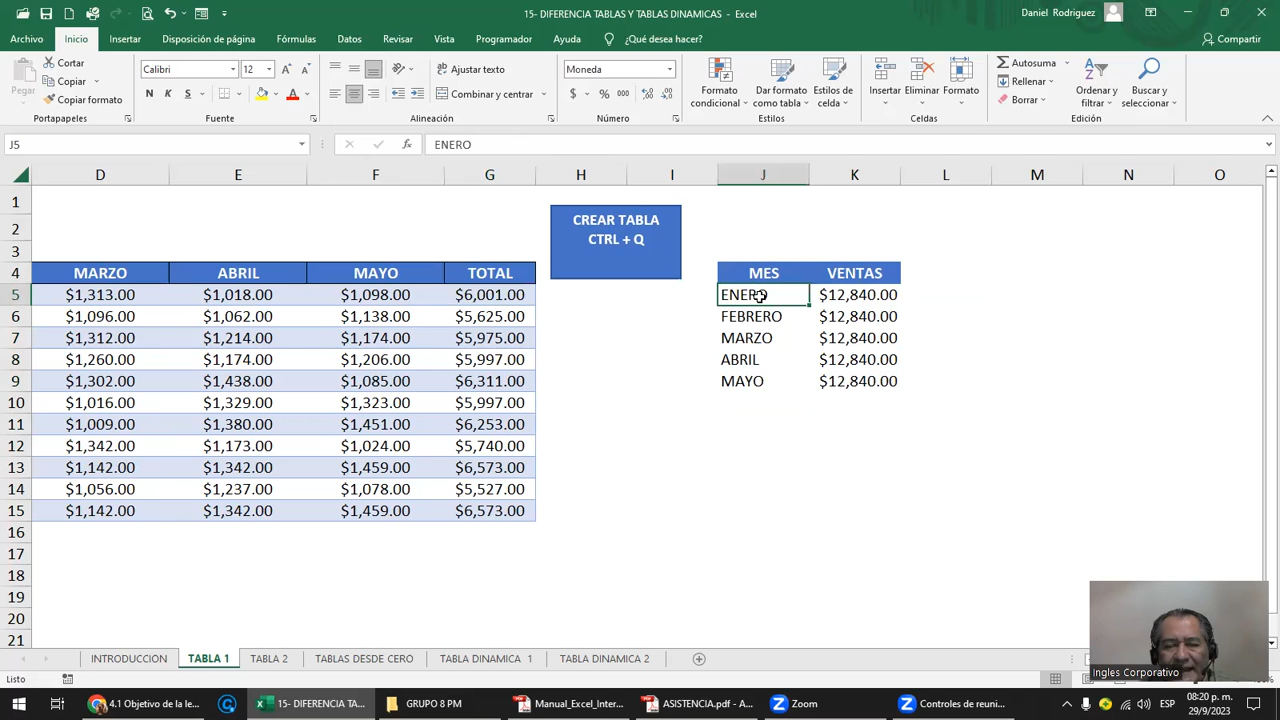 15- DIFERENCIA TABLAS Y TABLAS DINAMICAS - Excel
Daniel Rodriguez
Archivo Inicio Insertar Disposición de página Fórmulas Datos Revisar Vista Programador Ayuda ¿Qué desea hacer? Compartir
Pegar
Cortar
Copiar
Copiar formato
Portapapeles
Calibri 12
N K S
Fuente
Ajustar texto
Combinar y centrar
Alineación
Moneda
$ % 000
Número
Formato condicional
Dar formato como tabla
Estilos de celda
Estilos
Insertar Eliminar Formato
Celdas
Autosuma
Rellenar
Borrar
Ordenar y filtrar
Buscar y seleccionar
Edición
J5 fx ENERO
D E F G H I J K L M N O
1
2
3
CREAR TABLA
CTRL + Q
4 MARZO ABRIL MAYO TOTAL MES VENTAS
5 $1,313.00 $1,018.00 $1,098.00 $6,001.00 ENERO $12,840.00
6 $1,096.00 $1,062.00 $1,138.00 $5,625.00 FEBRERO $12,840.00
7 $1,312.00 $1,214.00 $1,174.00 $5,975.00 MARZO $12,840.00
8 $1,260.00 $1,174.00 $1,206.00 $5,997.00 ABRIL $12,840.00
9 $1,302.00 $1,438.00 $1,085.00 $6,311.00 MAYO $12,840.00
10 $1,016.00 $1,329.00 $1,323.00 $5,997.00
11 $1,009.00 $1,380.00 $1,451.00 $6,253.00
12 $1,342.00 $1,173.00 $1,024.00 $5,740.00
13 $1,142.00 $1,342.00 $1,459.00 $6,573.00
14 $1,056.00 $1,237.00 $1,078.00 $5,527.00
15 $1,142.00 $1,342.00 $1,459.00 $6,573.00
16
17
18
19
20
21
INTRODUCCION TABLA 1 TABLA 2 TABLAS DESDE CERO TABLA DINAMICA 1 TABLA DINAMICA 2
Listo
Ingles Corporativo
4.1 Objetivo de la le... 15- DIFERENCIA TA... GRUPO 8 PM Manual_Excel_Inter... ASISTENCIA.pdf - A... Zoom Controles de reuni... ESP
08:20 p. m.
29/9/2023